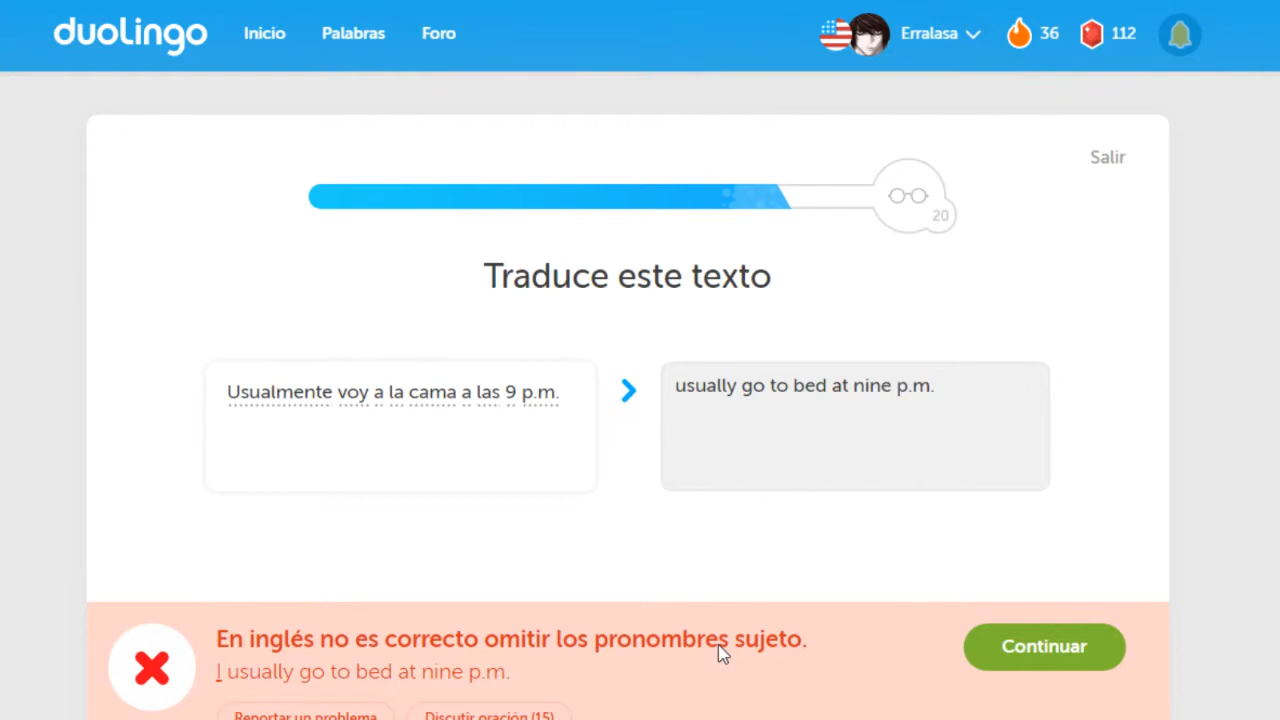 duolingo Inicio Palabras Foro Erralasa 36 112
Salir
20
Traduce este texto
Usualmente voy a la cama a las 9 p.m. usually go to bed at nine p.m.
En inglés no es correcto omitir los pronombres sujeto.
I usually go to bed at nine p.m.
Continuar
Reportar un problema Discutir oración (15)